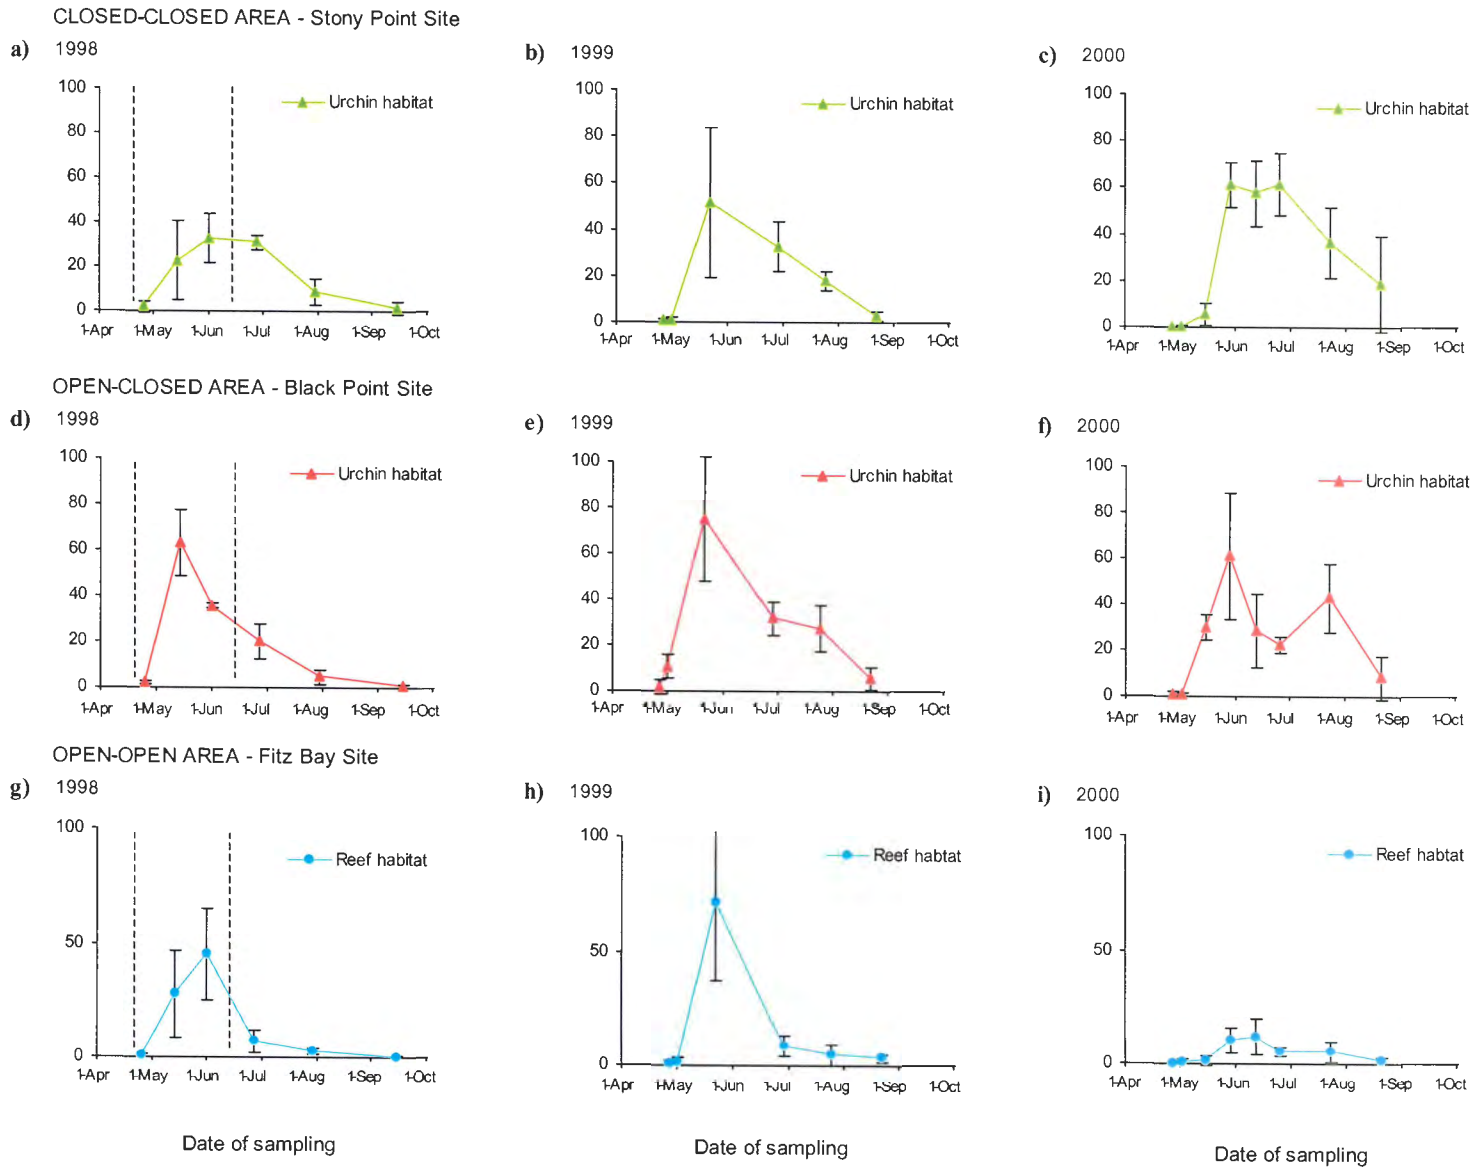 CLOSED-CLOSED AREA - Stony Point Site
a) 1998
b) 1999
c) 2000
100
80
60
40
20
0
Urchin habitat
1-Apr 1-May 1-Jun 1-Jul 1-Aug 1-Sep 1-Oct
100
80
60
40
20
0
Urchin habitat
1-Apr 1-May 1-Jun 1-Jul 1-Aug 1-Sep 1-Oct
100
80
60
40
20
0
Urchin habitat
1-Apr 1-May 1-Jun 1-Jul 1-Aug 1-Sep 1-Oct
OPEN-CLOSED AREA - Black Point Site
d) 1998
e) 1999
f) 2000
100
80
60
40
20
0
Urchin habitat
1-Apr 1-May 1-Jun 1-Jul 1-Aug 1-Sep 1-Oct
100
80
60
40
20
0
Urchin habitat
1-Apr 1-May 1-Jun 1-Jul 1-Aug 1-Sep 1-Oct
100
80
60
40
20
0
Urchin habitat
1-Apr 1-May 1-Jun 1-Jul 1-Aug 1-Sep 1-Oct
OPEN-OPEN AREA - Fitz Bay Site
g) 1998
h) 1999
i) 2000
100
50
0
Reef habitat
1-Apr 1-May 1-Jun 1-Jul 1-Aug 1-Sep 1-Oct
100
50
0
Reef habtat
1-Apr 1-May 1-Jun 1-Jul 1-Aug 1-Sep 1-Oct
100
50
0
Reef habtat
1-Apr 1-May 1-Jun 1-Jul 1-Aug 1-Sep 1-Oct
Date of sampling
Date of sampling
Date of sampling